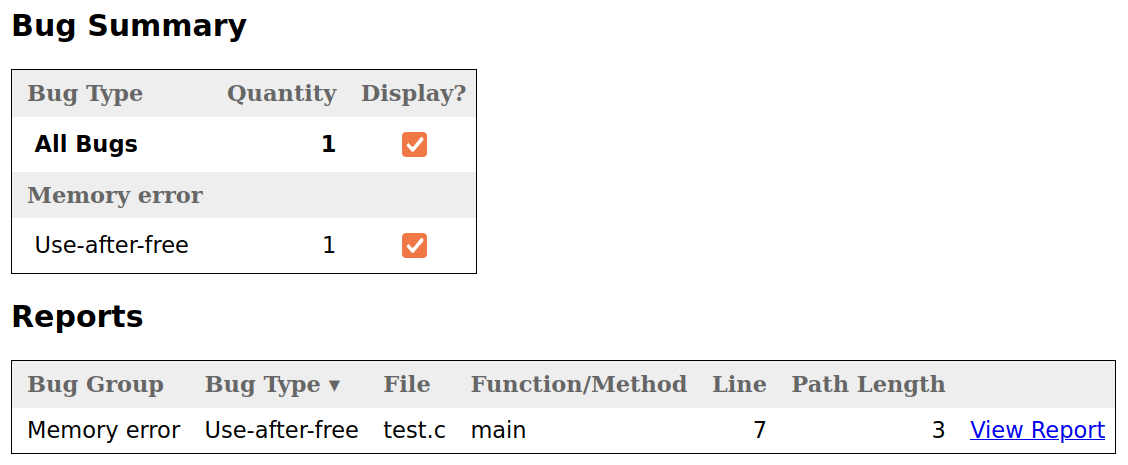 Bug Summary
Bug Type Quantity Display?
All Bugs 1
Memory error
Use-after-free 1
Reports
Bug Group Bug Type ▾ File Function/Method Line Path Length
Memory error Use-after-free test.c main 7 3 View Report